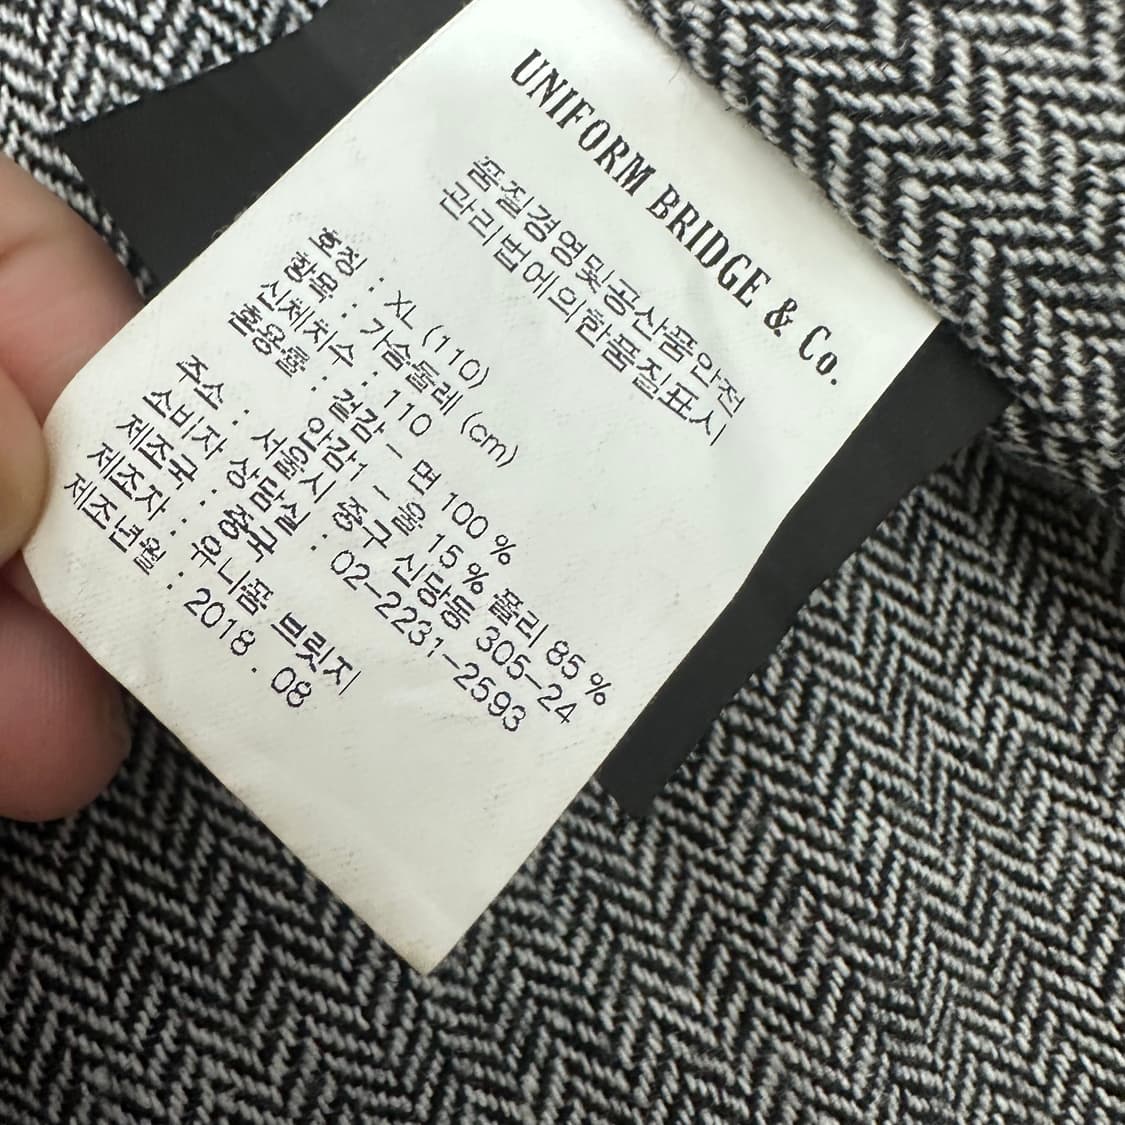 UNIFORM BRIDGE & Co.
품질경영및공산품안전
관리법에의한품질표시
호칭 : XL (110)
항목 : 가슴둘레 (cm)
신체치수 : 110
혼용률 : 겉감 - 면 100 %
안감1 - 울 15 % 폴리 85 %
주소 : 서울시 중구 신당동 305-24
소비자 상담실 : 02-2231-2593
제조국 : 중국
제조자 : 유니폼 브릿지
제조년월 : 2018 . 08